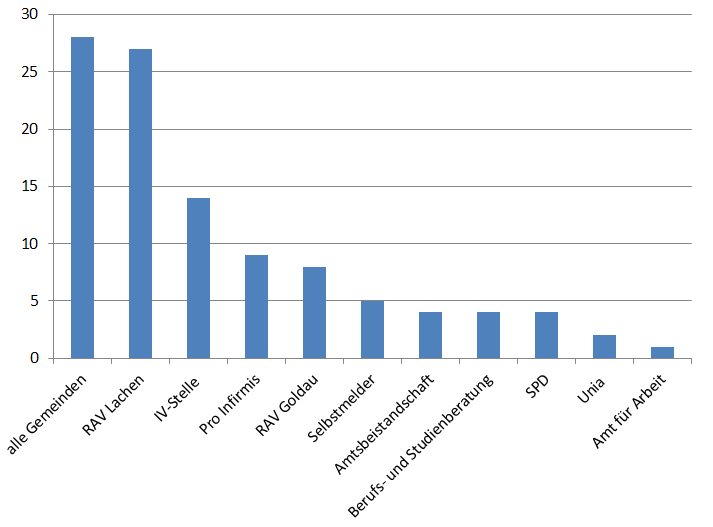 30
25
20
15
10
5
0
alle Gemeinden
RAV Lachen
IV-Stelle
Pro Infirmis
RAV Goldau
Selbstmelder
Amtsbeistandschaft
Berufs- und Studienberatung
SPD
Unia
Amt für Arbeit